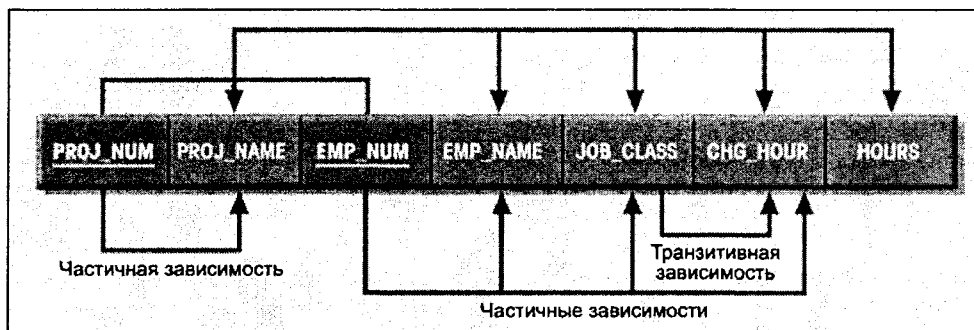 PROJ_NUM PROJ_NAME EMP_NUM EMP_NAME JOB_CLASS CHG_HOUR HOURS
Частичная зависимость
Транзитивная
зависимость
Частичные зависимости